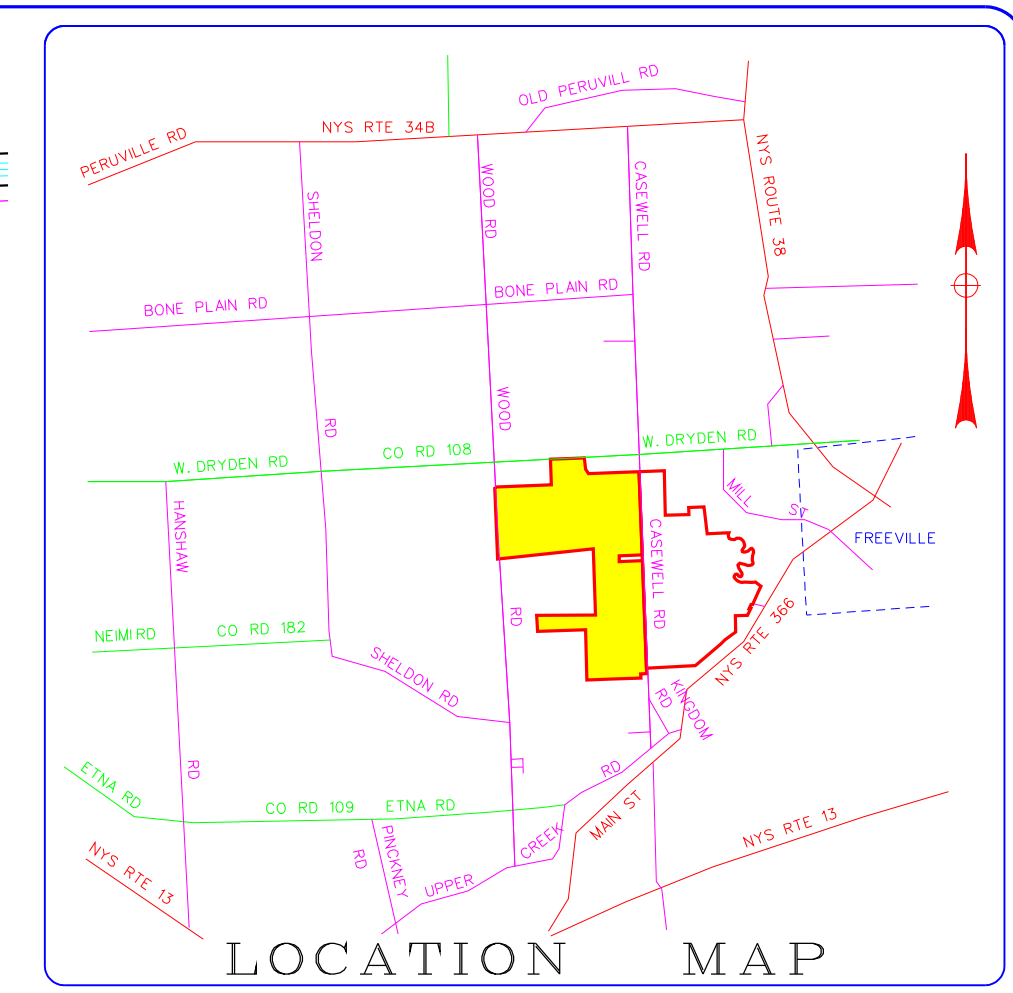 OLD PERUVILL RD
NYS RTE 34B
PERUVILLE RD
NYS ROUTE 38
SHELDON
WOOD RD
CASEWELL RD
BONE PLAIN RD
BONE PLAIN RD
RD
WOOD
W. DRYDEN RD
CO RD 108
W. DRYDEN RD
HANSHAW
MILL ST
FREEVILLE
CASEWELL RD
RD
NEIMI RD
CO RD 182
SHELDON RD
NYS RTE 366
KINGDOM
RD
RD
ETNA RD
RD
CO RD 109
ETNA RD
MAIN ST
NYS RTE 13
NYS RTE 13
PINCKNEY
RD
UPPER
CREEK
LOCATION MAP